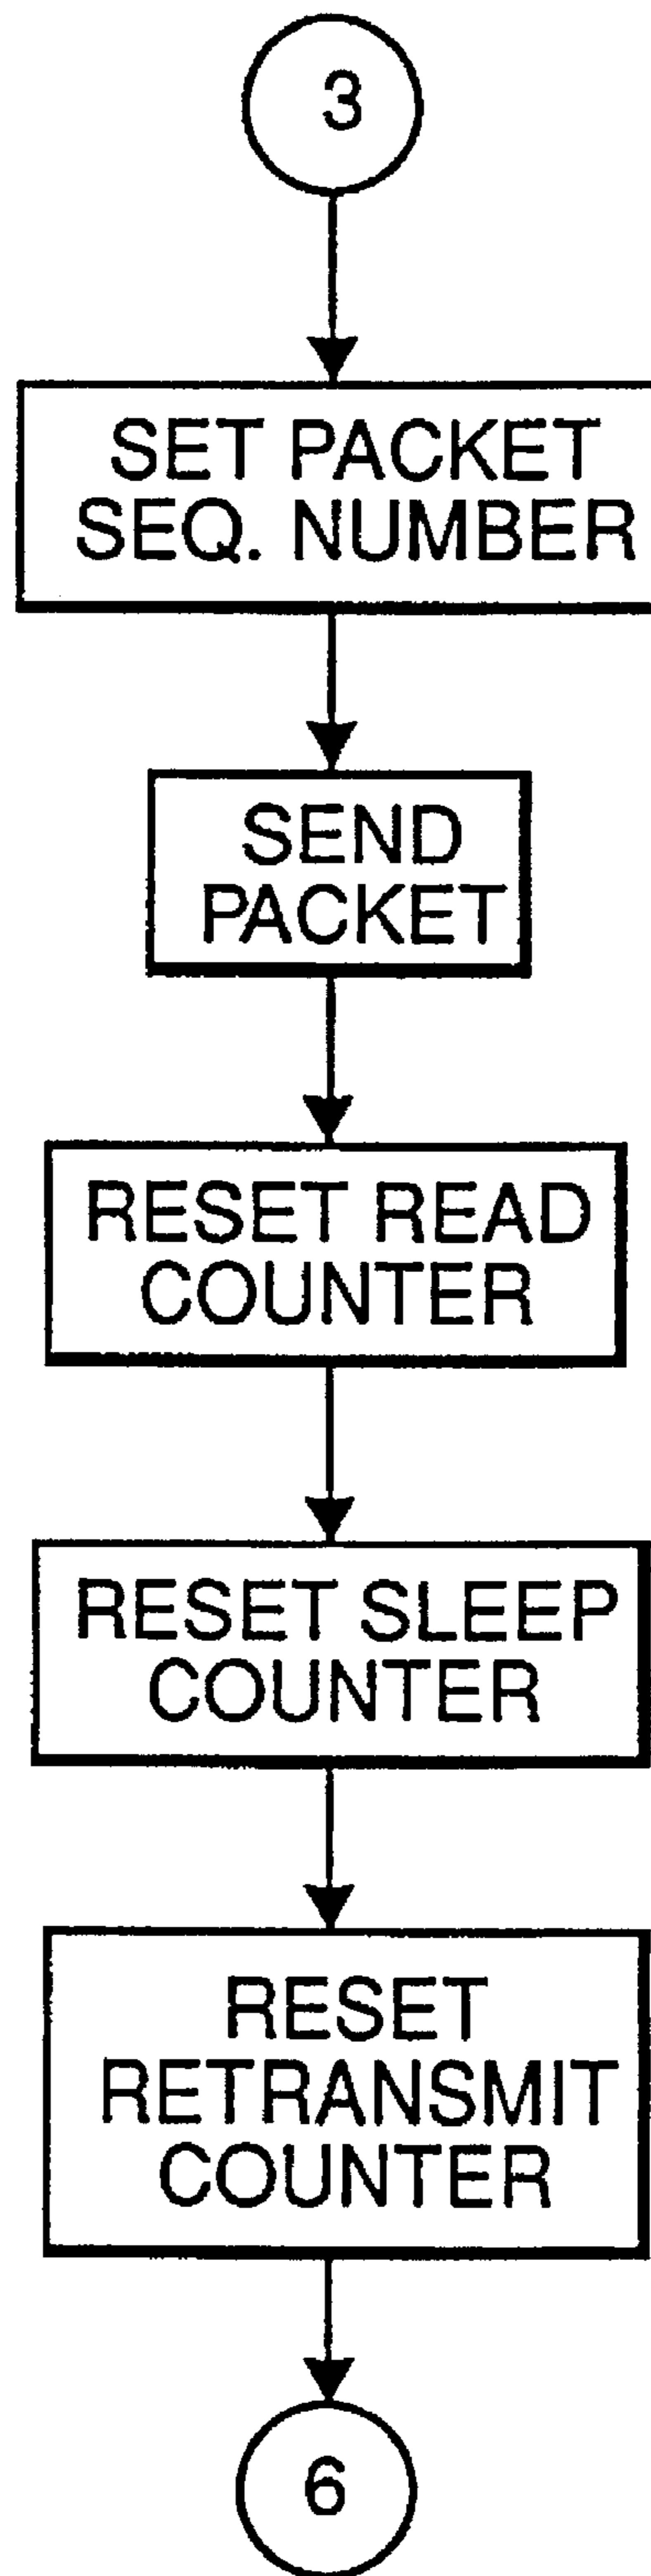 3
SET PACKET
SEQ. NUMBER
SEND
PACKET
RESET READ
COUNTER
RESET SLEEP
COUNTER
RESET
RETRANSMIT
COUNTER
6